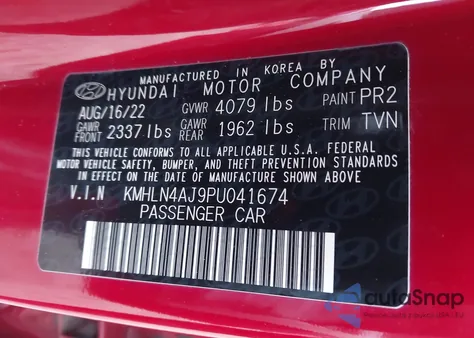 MANUFACTURED IN KOREA BY
HYUNDAI MOTOR COMPANY
AUG/16/22 GVWR 4079 lbs PAINT PR2
GAWR FRONT 2337 lbs GAWR REAR 1962 lbs TRIM TVN
THIS VEHICLE CONFORMS TO ALL APPLICABLE U.S.A. FEDERAL
MOTOR VEHICLE SAFETY, BUMPER, AND THEFT PREVENTION STANDARDS
IN EFFECT ON THE DATE OF MANUFACTURE SHOWN ABOVE
V.I.N KMHLN4AJ9PU041674
PASSENGER CAR
autoSnap